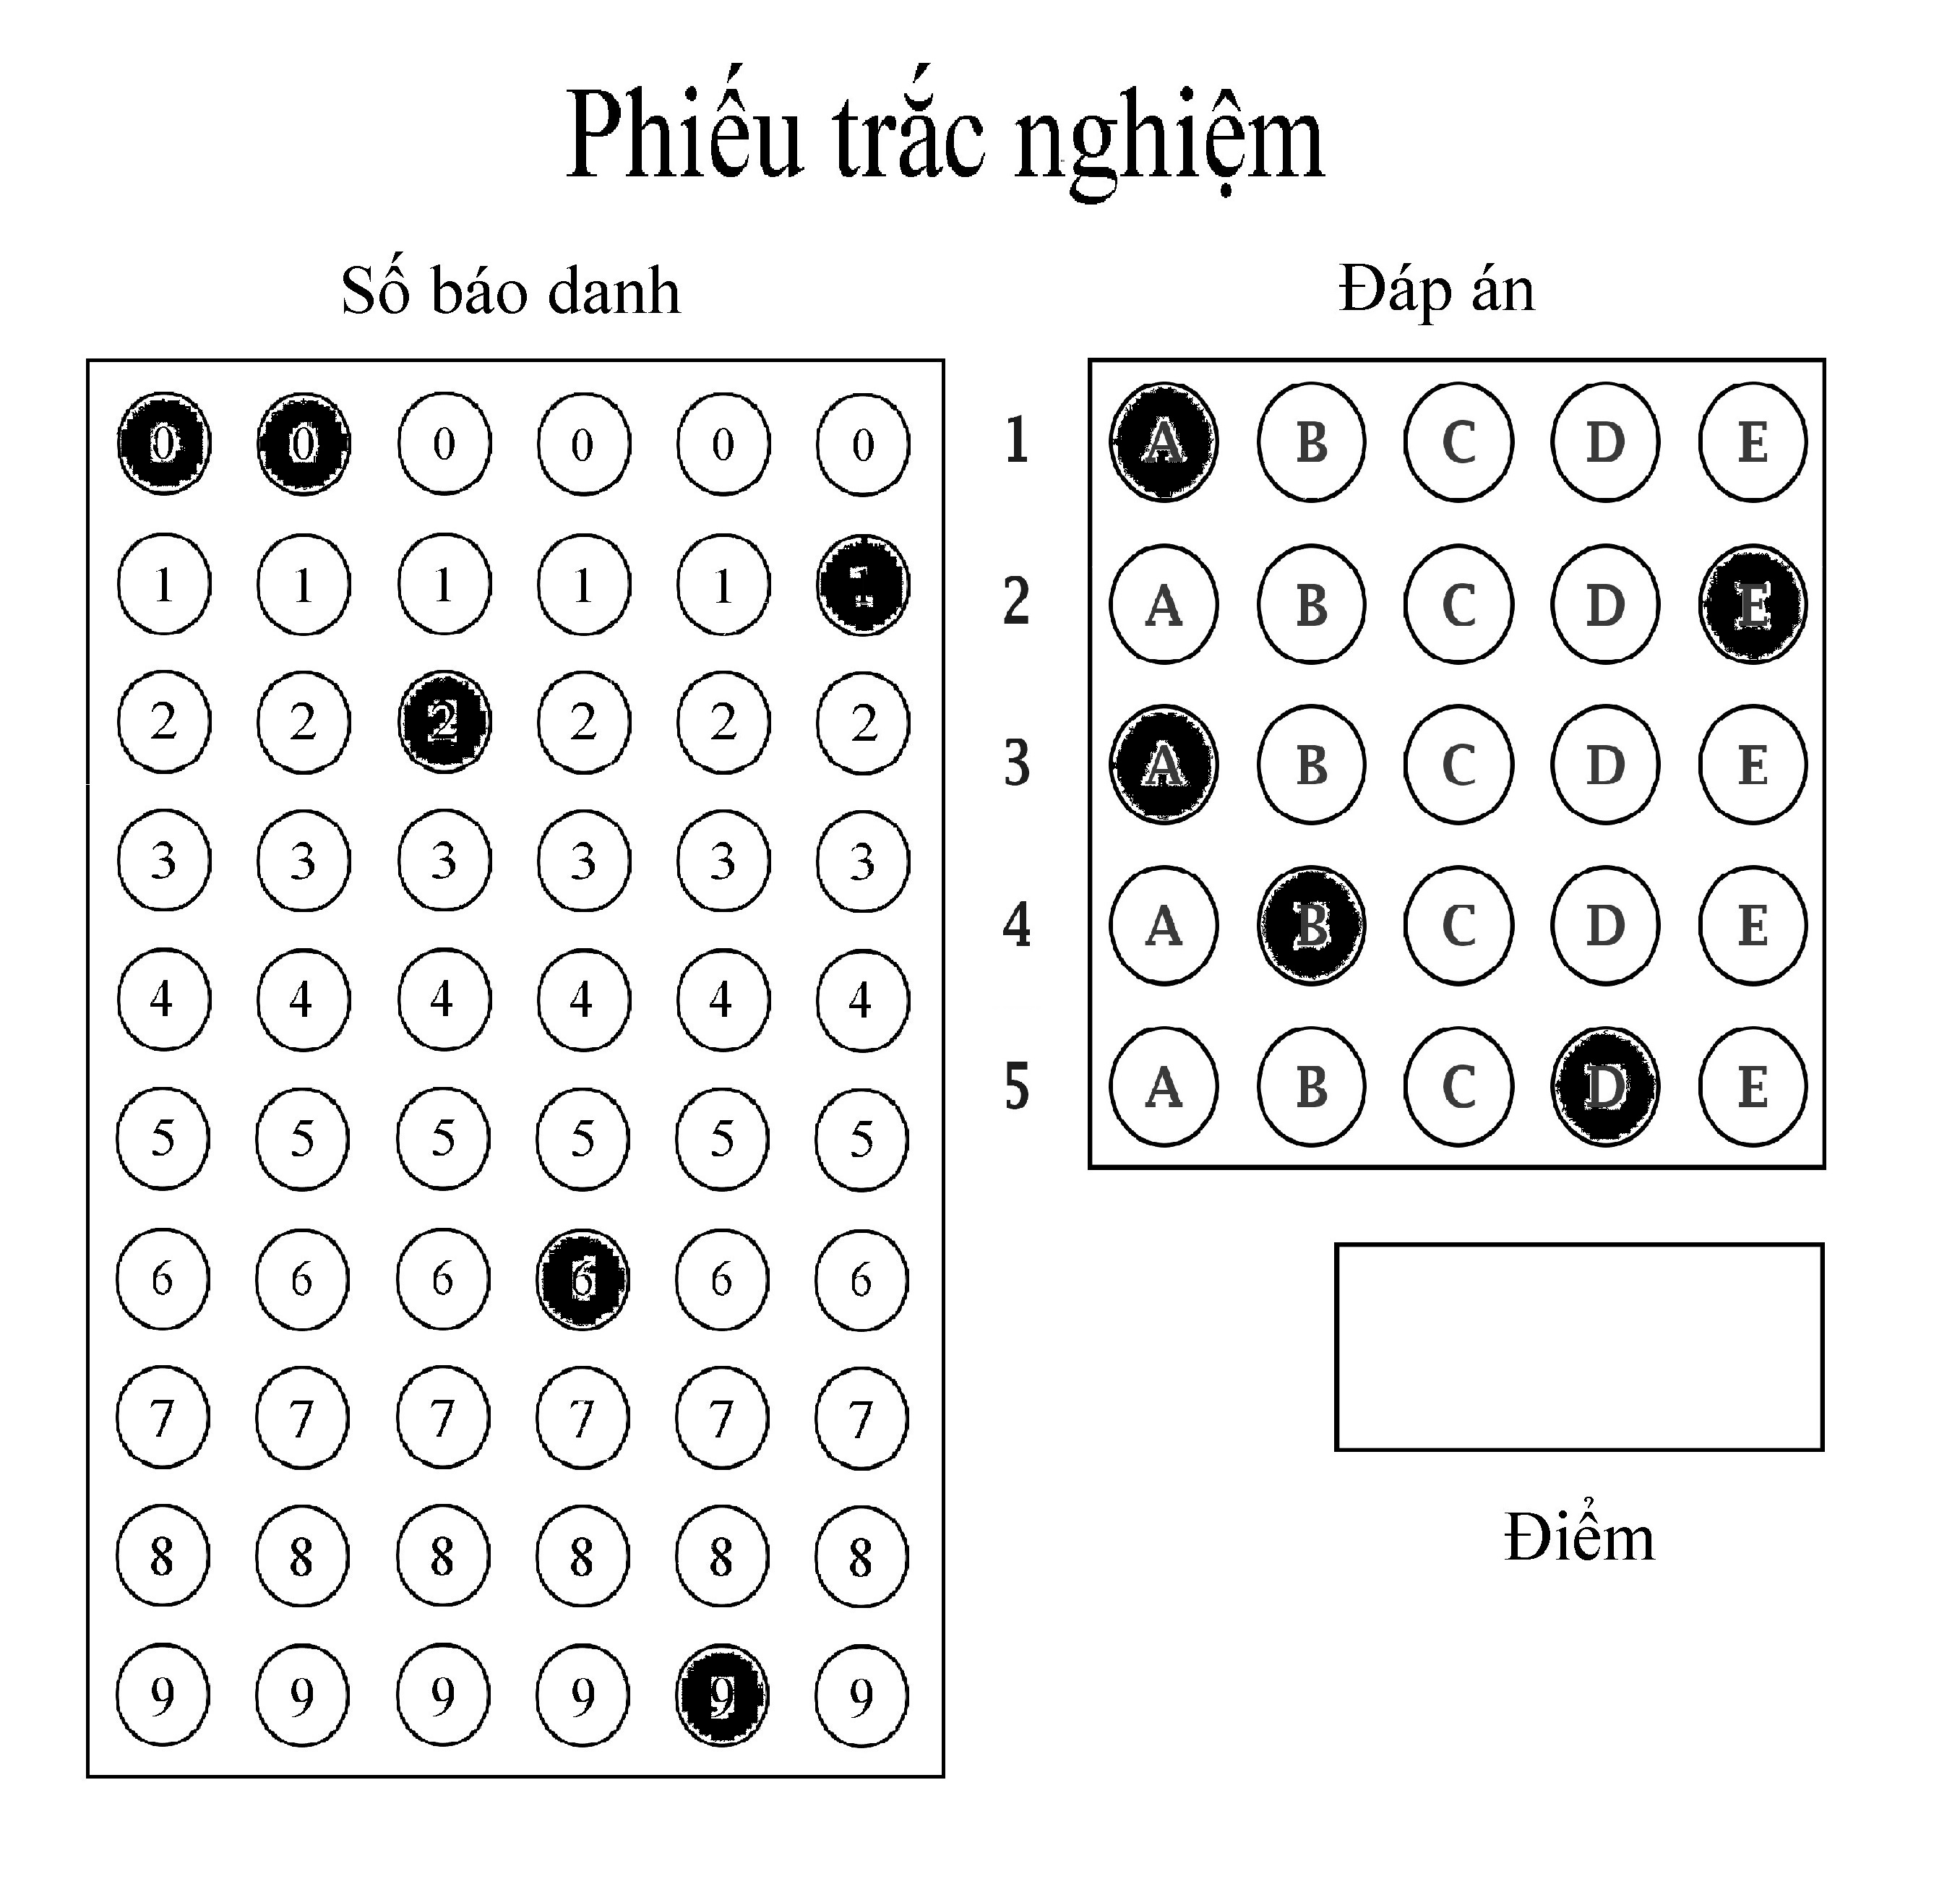 Phiếu trắc nghiệm
Số báo danh
0 0 0 0 0 0
1 1 1 1 1 1
2 2 2 2 2 2
3 3 3 3 3 3
4 4 4 4 4 4
5 5 5 5 5 5
6 6 6 6 6 6
7 7 7 7 7 7
8 8 8 8 8 8
9 9 9 9 9 9
Đáp án
1 A B C D E
2 A B C D E
3 A B C D E
4 A B C D E
5 A B C D E
Điểm